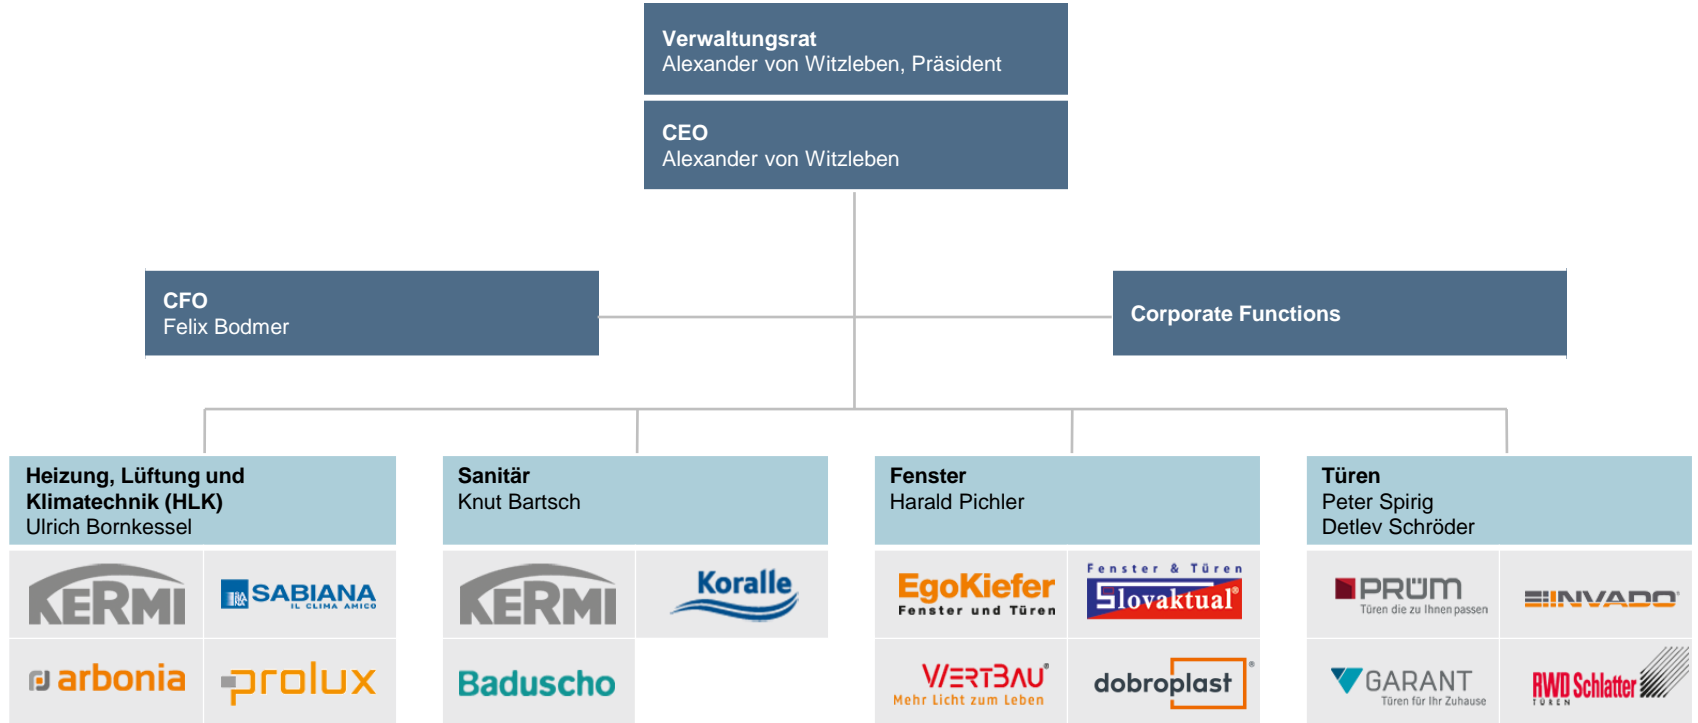 Verwaltungsrat
Alexander von Witzleben, Präsident
CEO
Alexander von Witzleben
CFO
Felix Bodmer
Corporate Functions
Heizung, Lüftung und
Klimatechnik (HLK)
Ulrich Bornkessel
KERMI
SABIANA
IL CLIMA AMICO
arbonia
prolux
Sanitär
Knut Bartsch
KERMI
Koralle
Baduscho
Fenster
Harald Pichler
EgoKiefer
Fenster und Türen
Fenster & Türen
Slovaktual®
WERTBAU®
Mehr Licht zum Leben
dobroplast®
Türen
Peter Spirig
Detlev Schröder
PRÜM
Türen die zu Ihnen passen
INVADO®
GARANT
Türen für Ihr Zuhause
RWD Schlatter
TÜREN